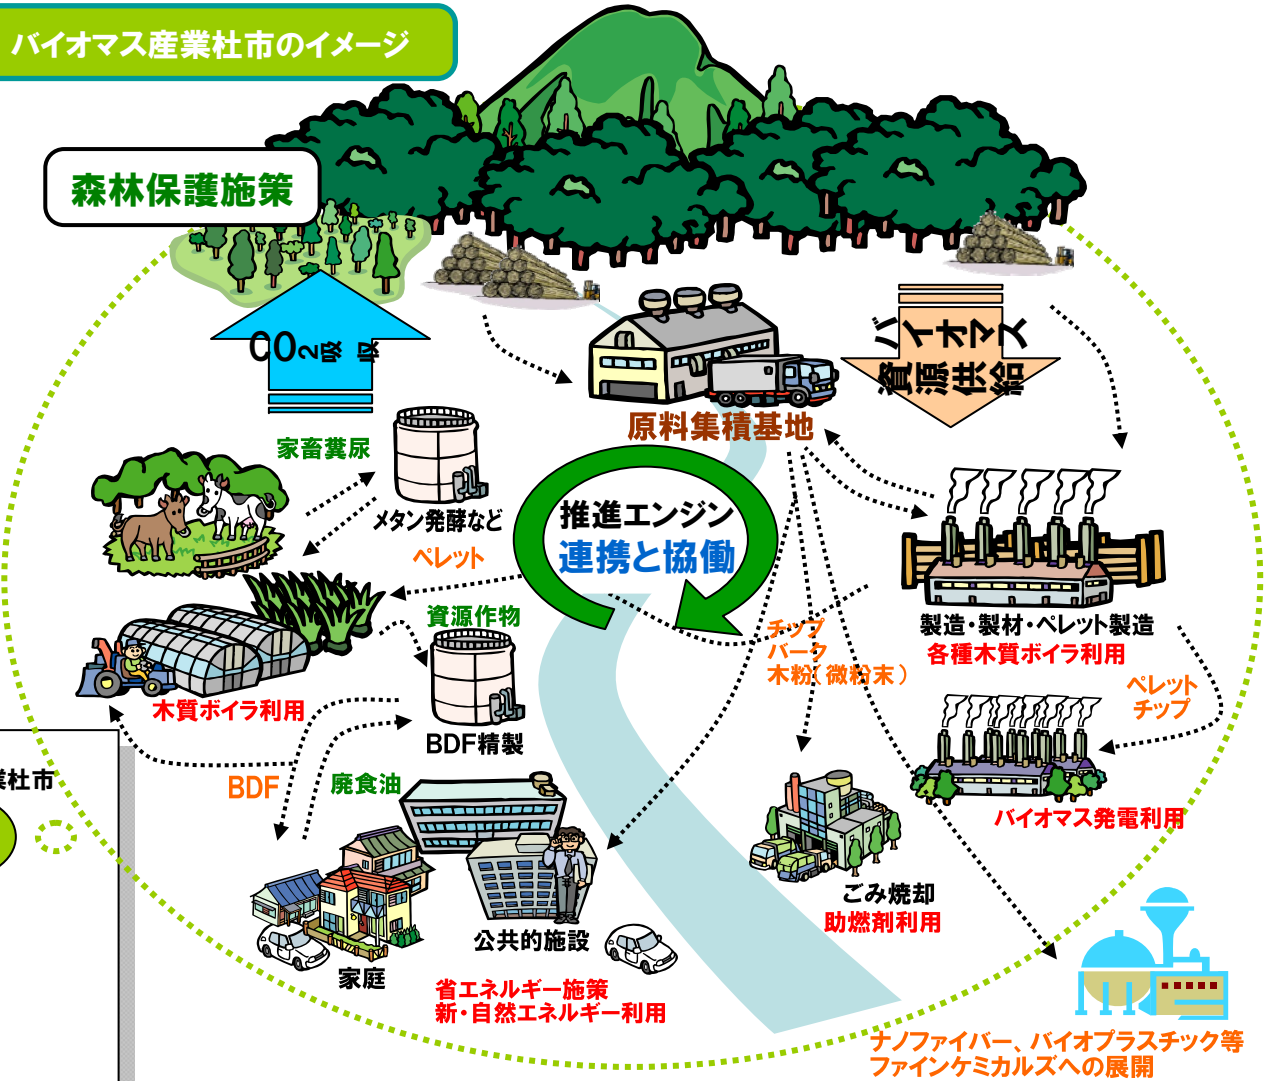 バイオマス産業杜市のイメージ
森林保護施策
CO2吸収
バイオマス
資源供給
原料集積基地
家畜糞尿
メタン発酵など
ペレット
推進エンジン
連携と協働
資源作物
チップ
バーク
木粉（微粉末）
製造・製材・ペレット製造
各種木質ボイラ利用
ペレット
チップ
木質ボイラ利用
BDF精製
業杜市
BDF
廃食油
バイオマス発電利用
ごみ焼却
助燃剤利用
公共的施設
家庭
省エネルギー施策
新・自然エネルギー利用
ナノファイバー、バイオプラスチック等
ファインケミカルズへの展開